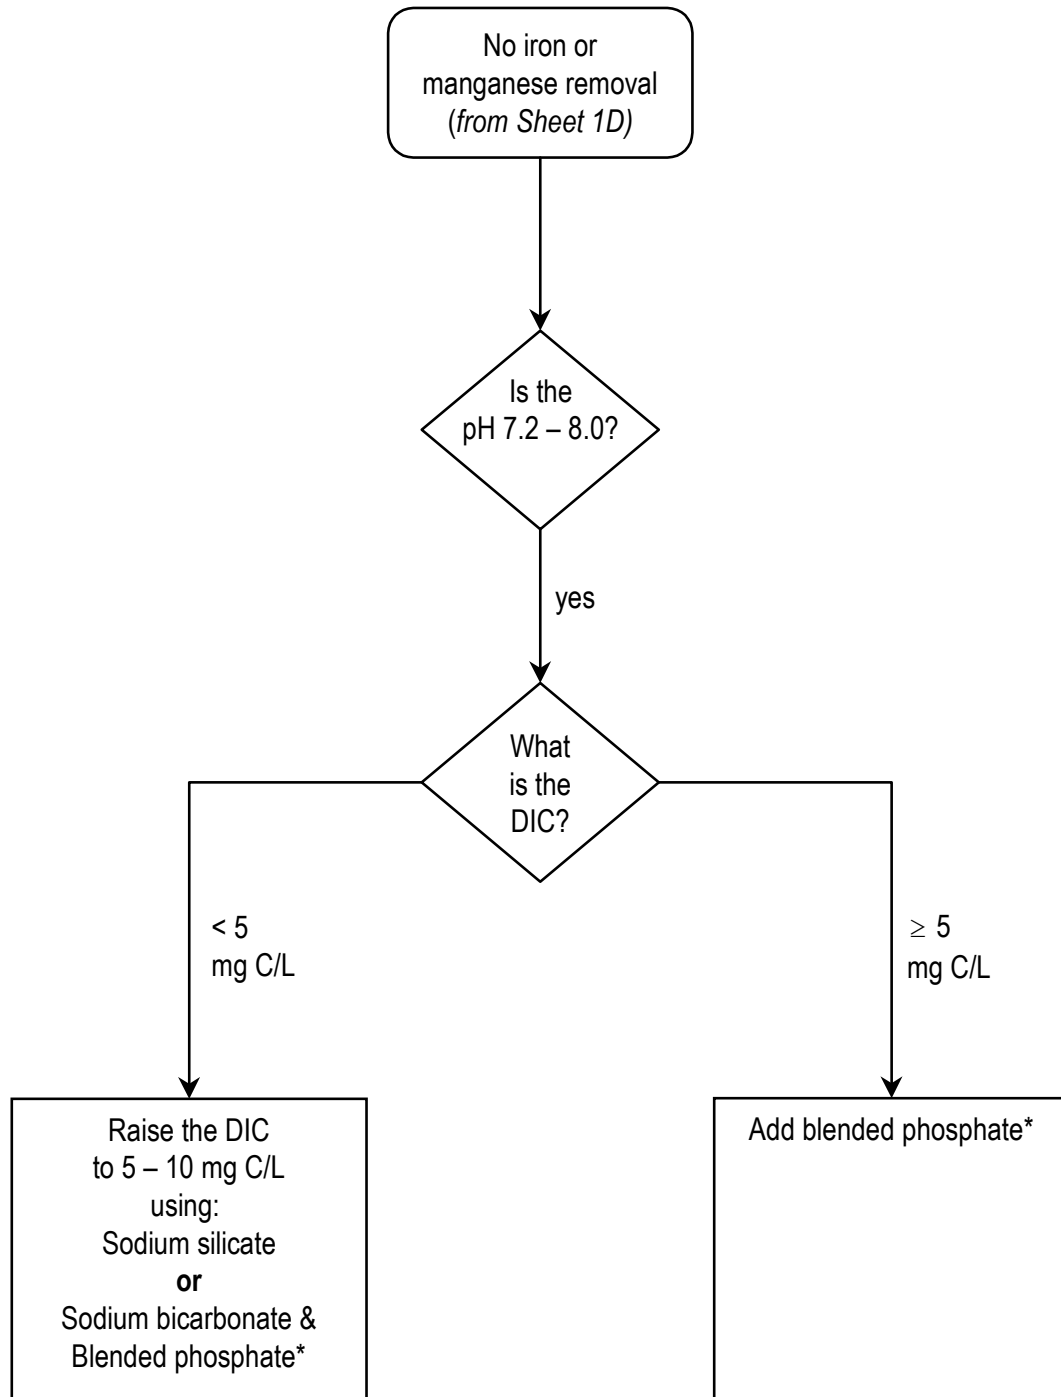 No iron or
manganese removal
(from Sheet 1D)
Is the
pH 7.2 – 8.0?
yes
What
is the
DIC?
< 5
mg C/L
≥ 5
mg C/L
Raise the DIC
to 5 – 10 mg C/L
using:
Sodium silicate
or
Sodium bicarbonate &
Blended phosphate*
Add blended phosphate*